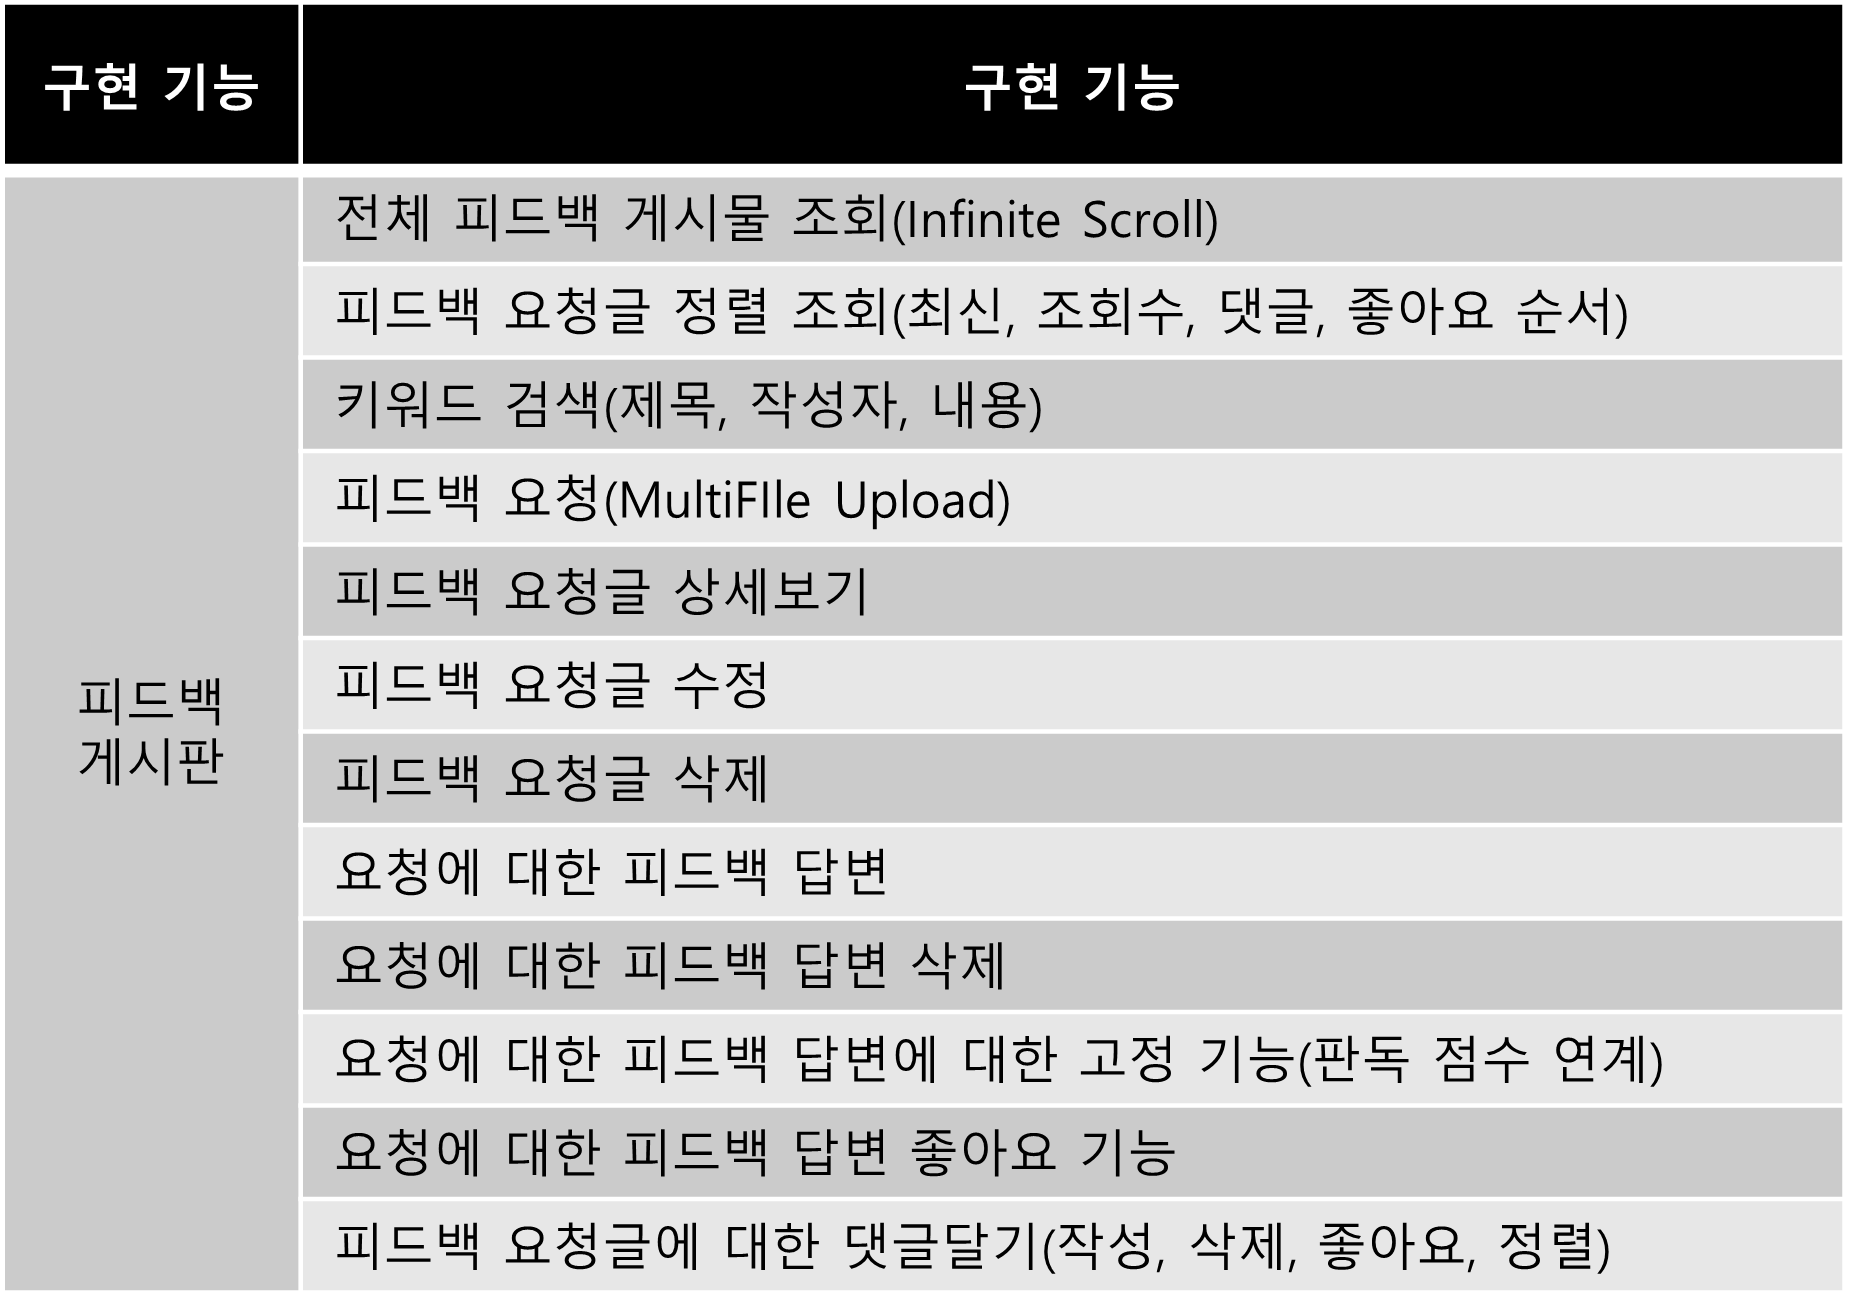 구현 기능
구현 기능
피드백
게시판
전체 피드백 게시물 조회(Infinite Scroll)
피드백 요청글 정렬 조회(최신, 조회수, 댓글, 좋아요 순서)
키워드 검색(제목, 작성자, 내용)
피드백 요청(MultiFIle Upload)
피드백 요청글 상세보기
피드백 요청글 수정
피드백 요청글 삭제
요청에 대한 피드백 답변
요청에 대한 피드백 답변 삭제
요청에 대한 피드백 답변에 대한 고정 기능(판독 점수 연계)
요청에 대한 피드백 답변 좋아요 기능
피드백 요청글에 대한 댓글달기(작성, 삭제, 좋아요, 정렬)